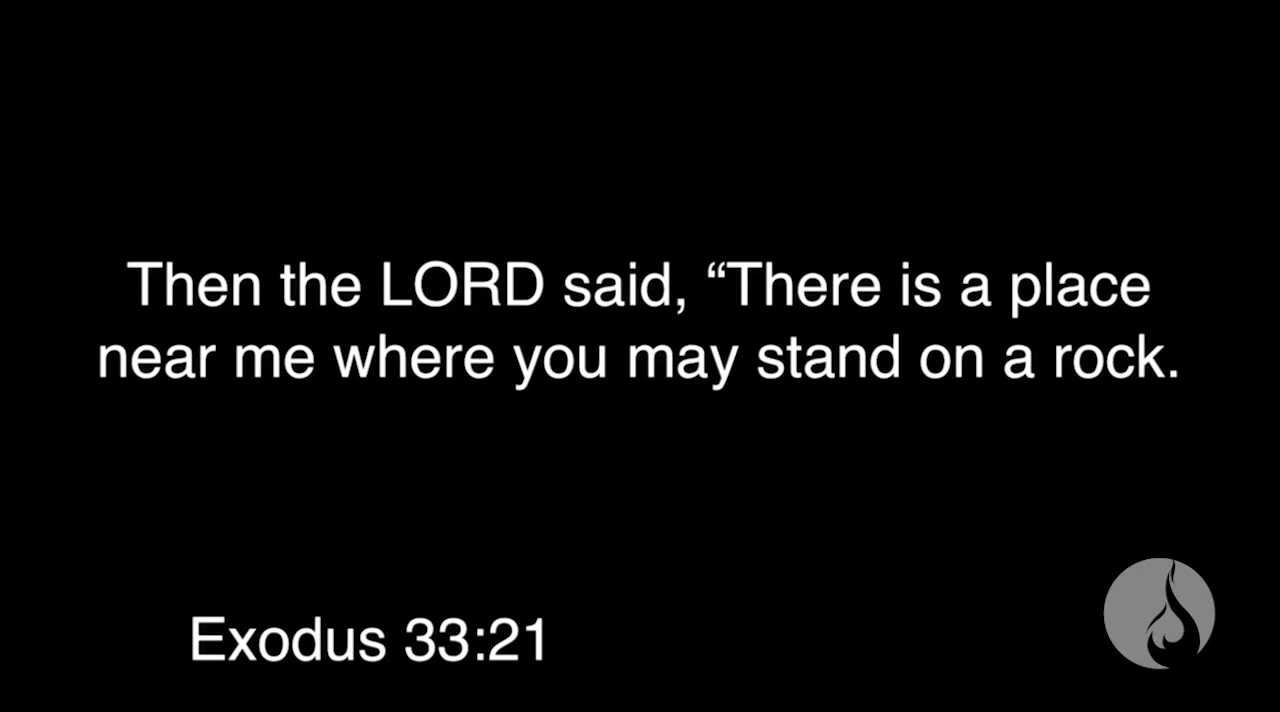 Then the LORD said, “There is a place
near me where you may stand on a rock.
Exodus 33:21